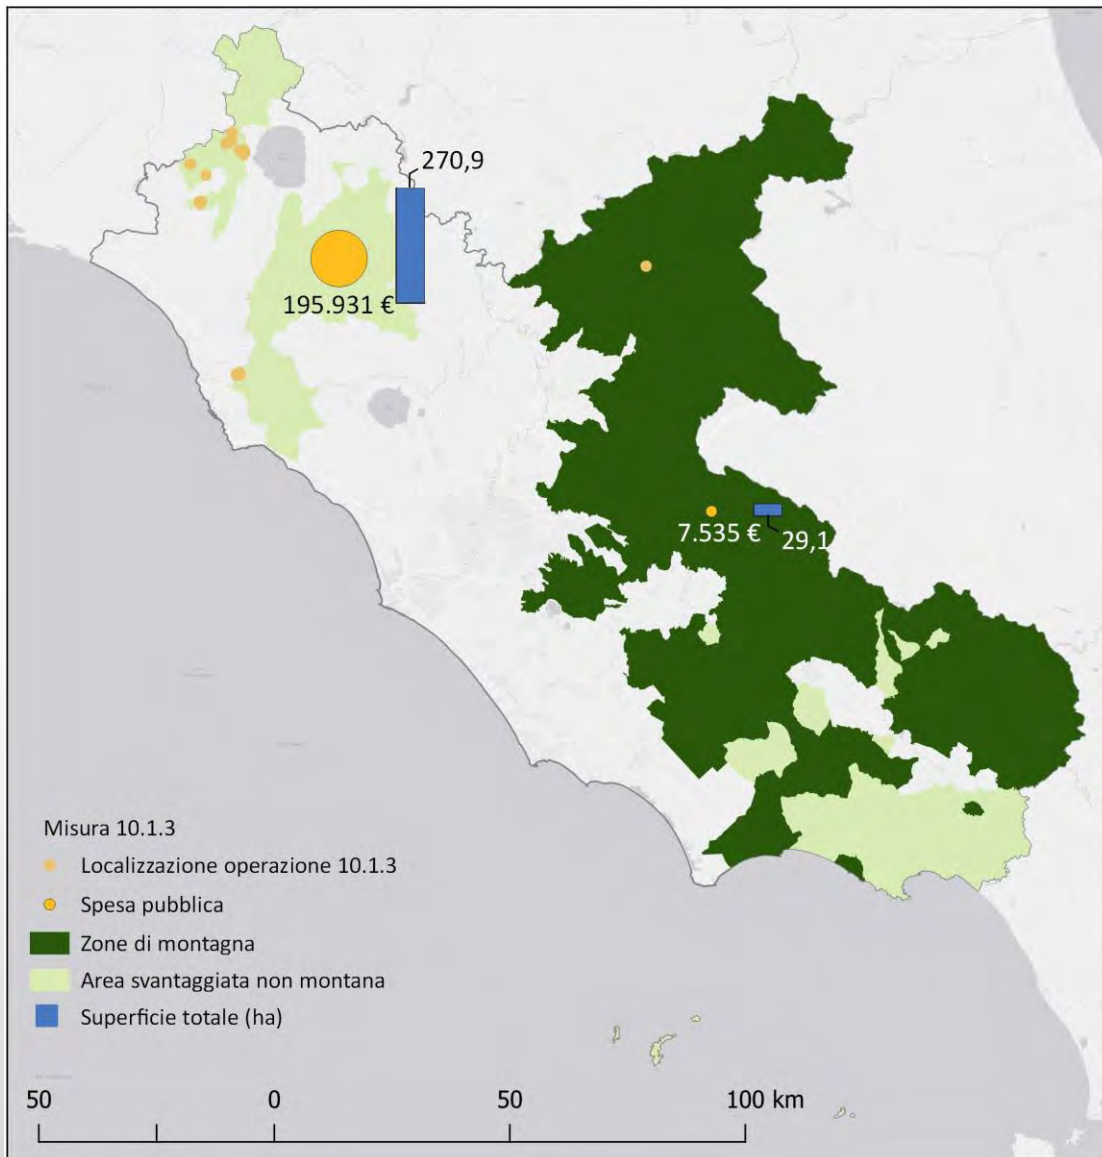 270,9
195.931 €
7.535 €
29,1
Misura 10.1.3
Localizzazione operazione 10.1.3
Spesa pubblica
Zone di montagna
Area svantaggiata non montana
Superficie totale (ha)
50 0 50 100 km